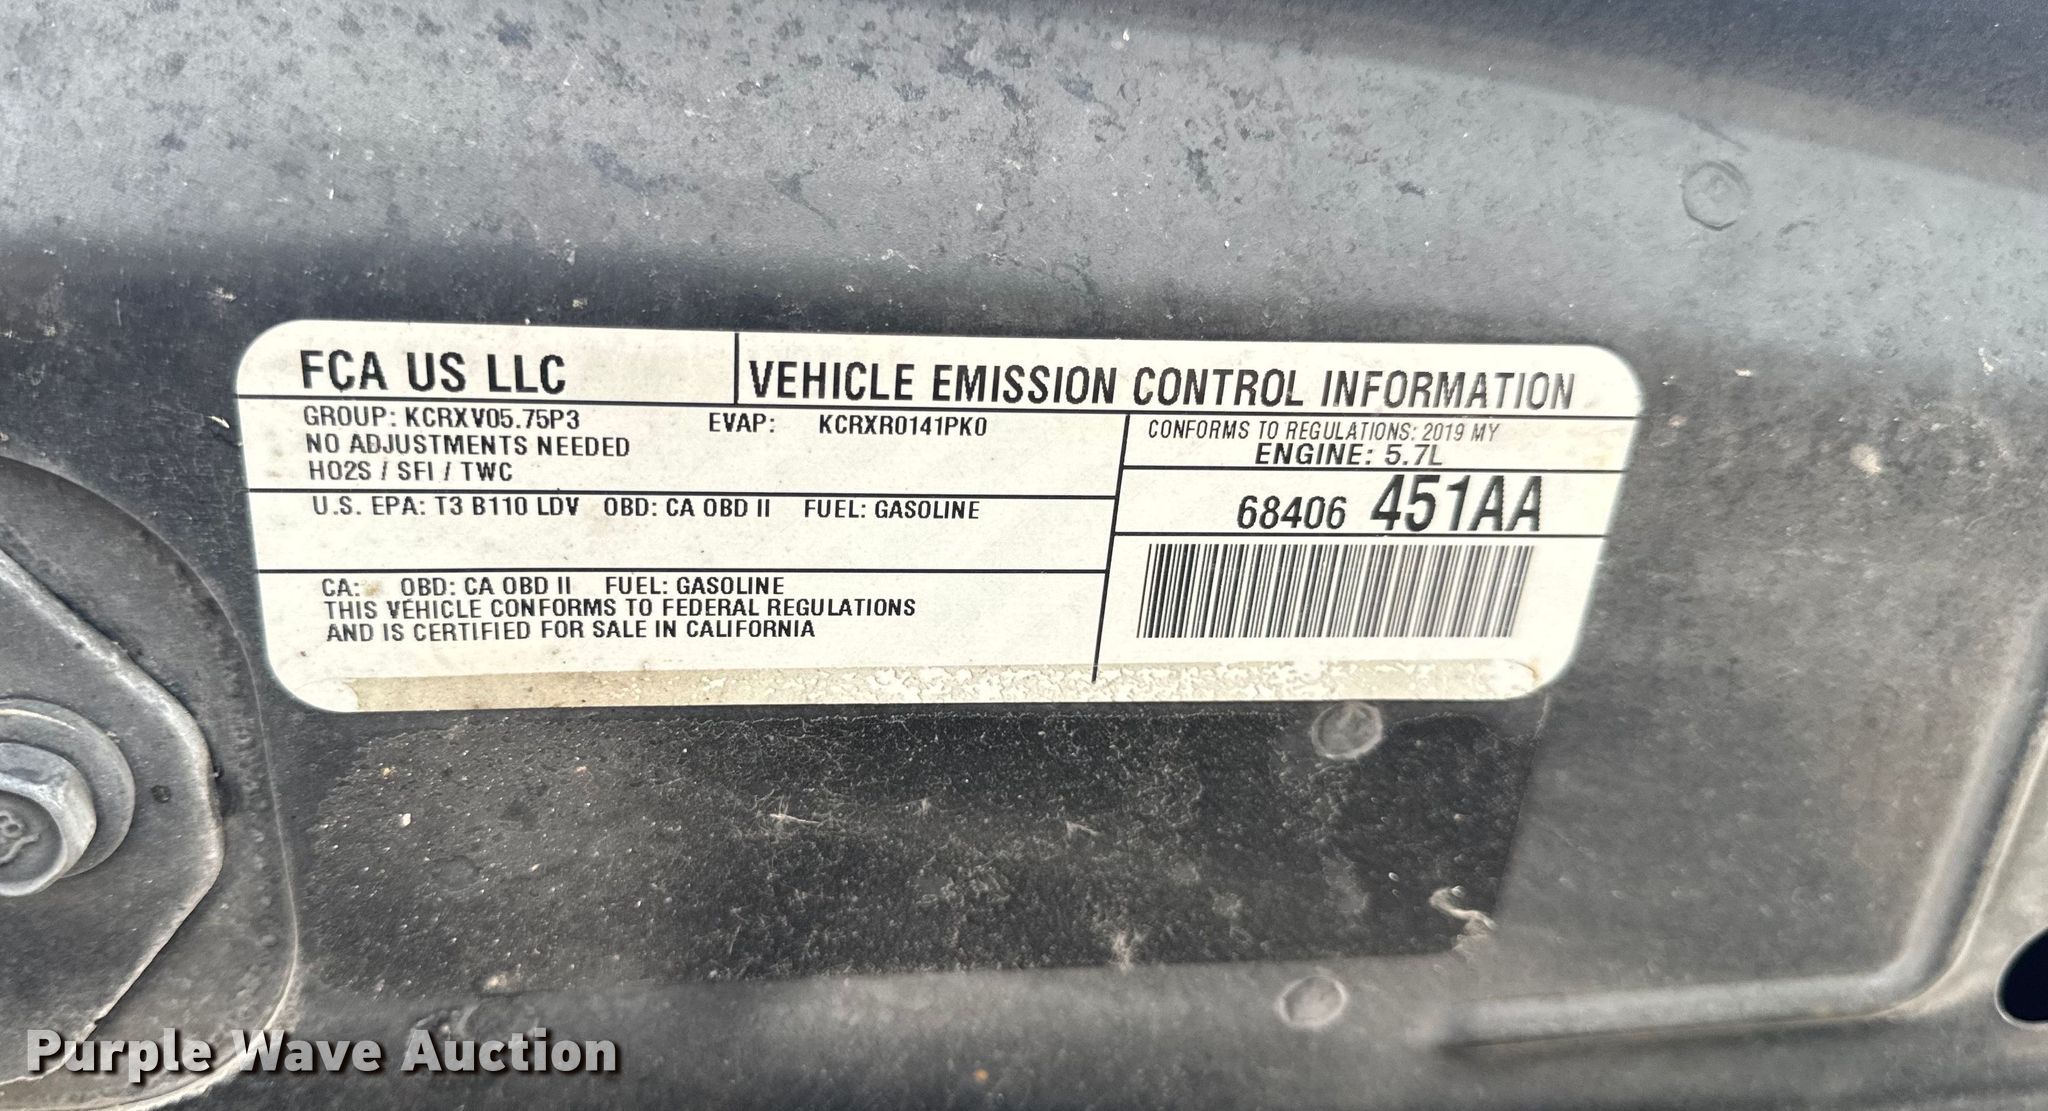 FCA US LLC
VEHICLE EMISSION CONTROL INFORMATION
GROUP: KCRXV05.75P3 EVAP: KCRXR0141PK0
NO ADJUSTMENTS NEEDED
HO2S / SFI / TWC
CONFORMS TO REGULATIONS: 2019 MY
ENGINE: 5.7L
68406 451AA
U.S. EPA: T3 B110 LDV OBD: CA OBD II FUEL: GASOLINE
CA: OBD: CA OBD II FUEL: GASOLINE
THIS VEHICLE CONFORMS TO FEDERAL REGULATIONS
AND IS CERTIFIED FOR SALE IN CALIFORNIA
8
Purple Wave Auction